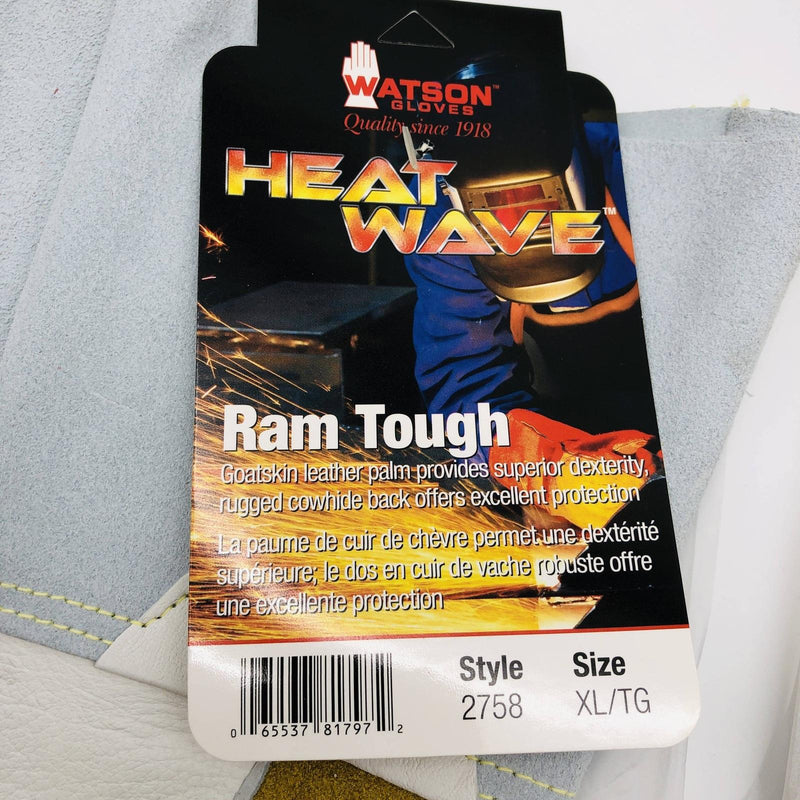 WATSON™
GLOVES
Quality since 1918
HEAT
WAVE™
Ram Tough
Goatskin leather palm provides superior dexterity,
rugged cowhide back offers excellent protection
La paume de cuir de chèvre permet une dextérité
supérieure; le dos en cuir de vache robuste offre
une excellente protection
Style Size
2758 XL/TG
0 65537 81797 2